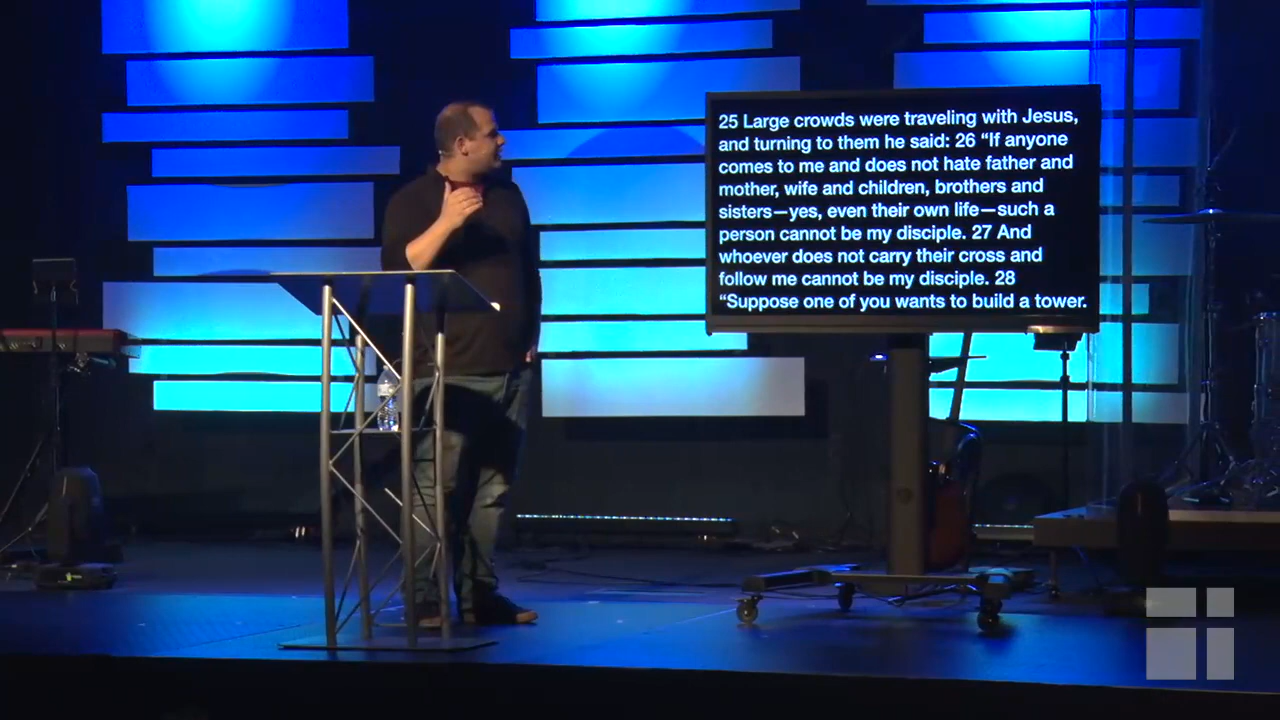 25 Large crowds were traveling with Jesus,
and turning to them he said: 26 “If anyone
comes to me and does not hate father and
mother, wife and children, brothers and
sisters—yes, even their own life—such a
person cannot be my disciple. 27 And
whoever does not carry their cross and
follow me cannot be my disciple. 28
“Suppose one of you wants to build a tower.